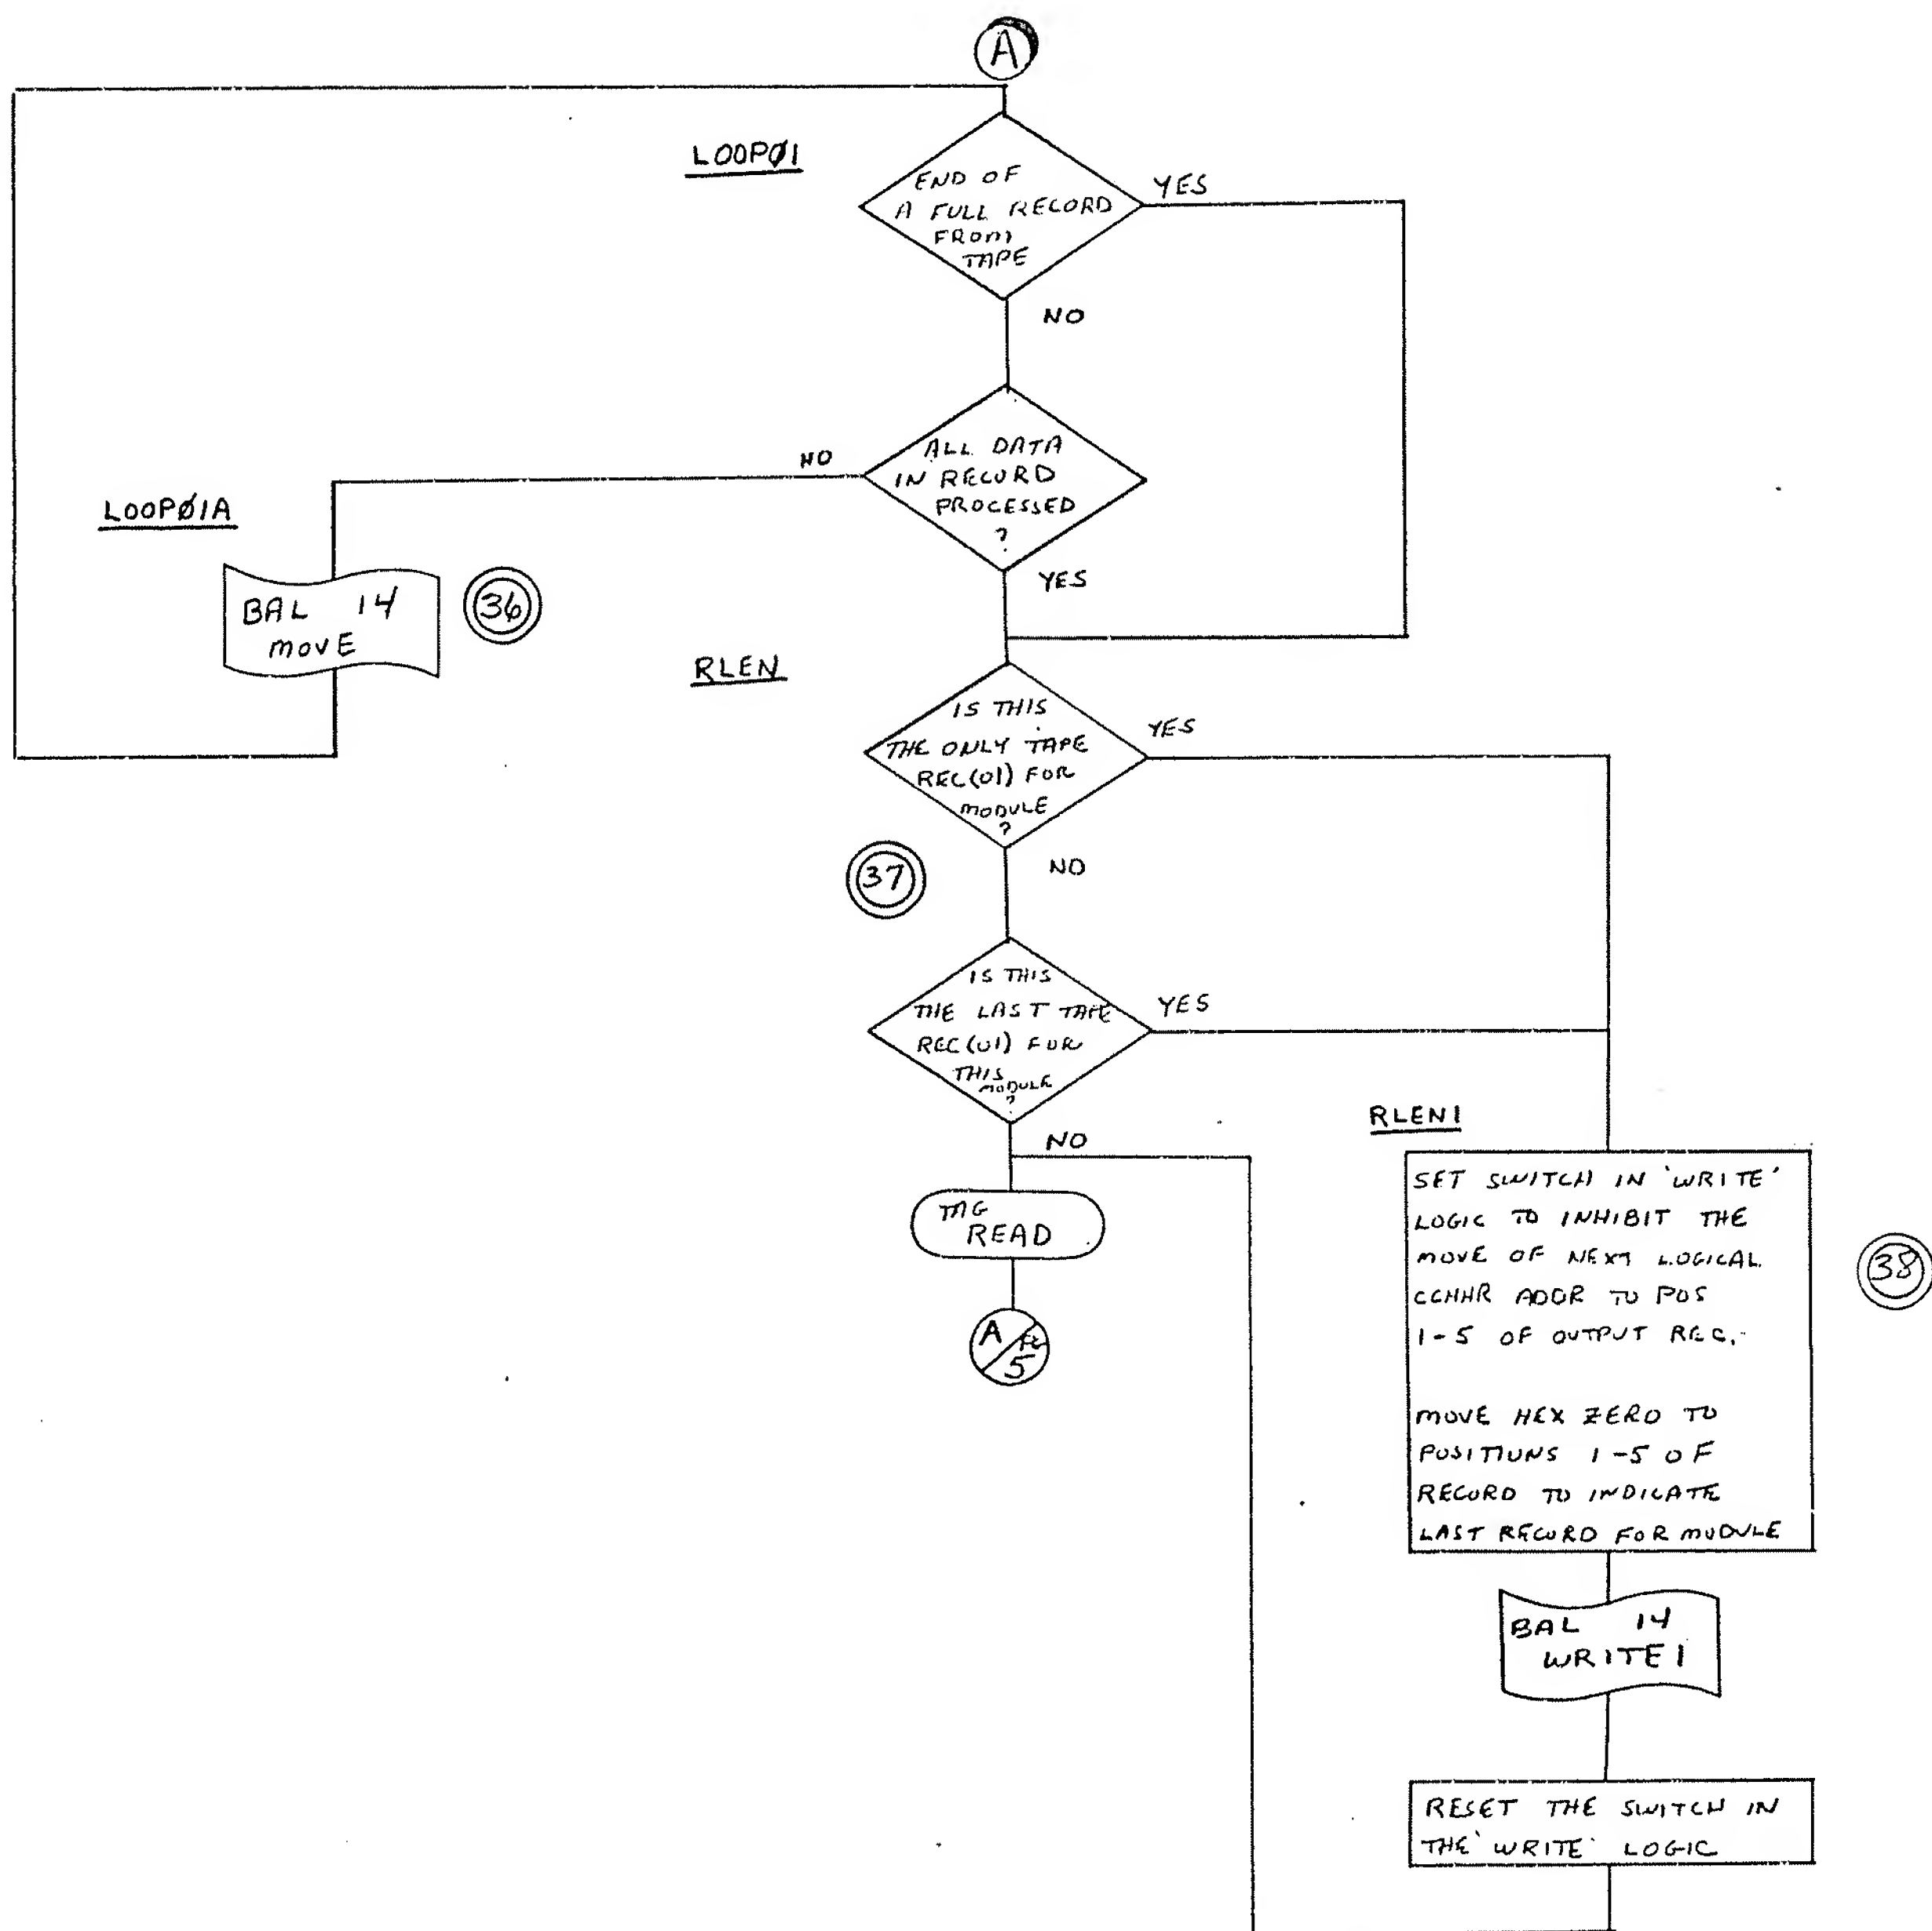 A
LOOPØ1
END OF
A FULL RECORD
FROM
TAPE
YES
NO
ALL DATA
IN RECORD
PROCESSED
?
NO
YES
LOOPØ1A
BAL 14
MOVE
36
RLEN
IS THIS
THE ONLY TAPE
REC(01) FOR
MODULE
?
YES
37
NO
IS THIS
THE LAST TAPE
REC(01) FOR
THIS
MODULE
?
YES
NO
READ
A
5
RLEN1
SET SWITCH IN 'WRITE'
LOGIC TO INHIBIT THE
MOVE OF NEXT LOGICAL
CCHHR ADDR TO POS
1-5 OF OUTPUT REC.
MOVE HEX ZERO TO
POSITIONS 1-5 OF
RECORD TO INDICATE
LAST RECORD FOR MODULE
38
BAL 14
WRITE1
RESET THE SWITCH IN
THE 'WRITE' LOGIC